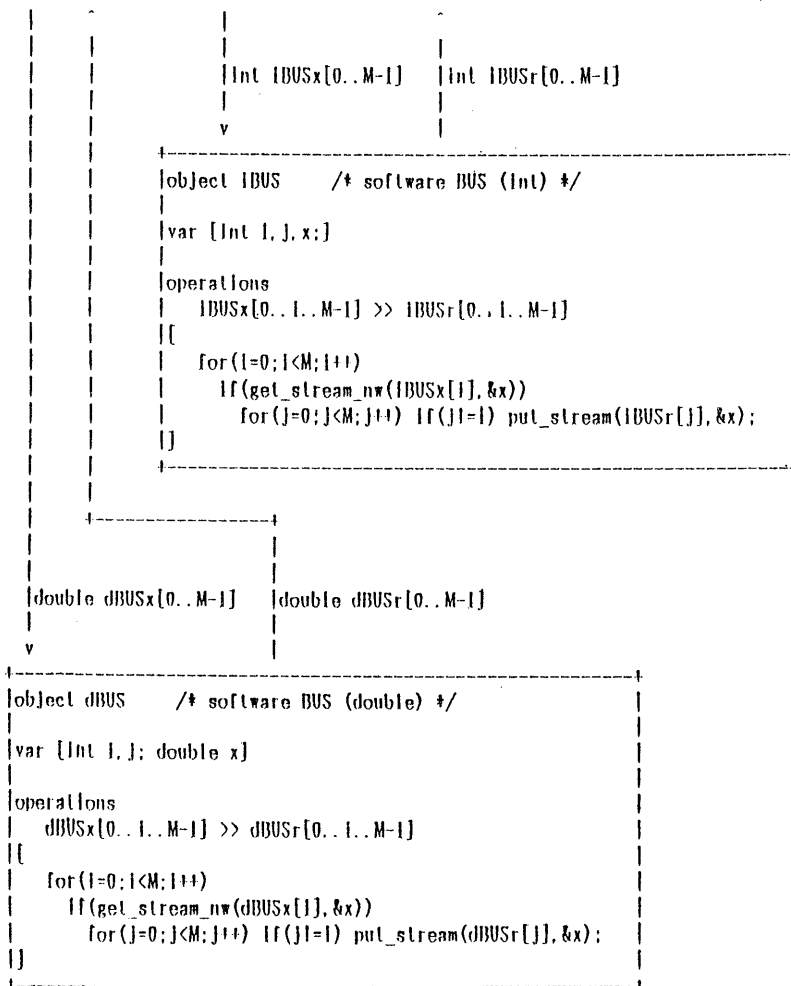 int iBUSx[0..M-1] int iBUSr[0..M-1]
v
object iBUS /* software BUS (int) */
var [int i,j,x;]
operations
iBUSx[0..i..M-1] >> iBUSr[0..i..M-1]
[
for(i=0;i<M;i++)
if(get_stream_nw(iBUSx[i],&x))
for(j=0;j<M;j++) if(j!=i) put_stream(iBUSr[j],&x);
]
double dBUSx[0..M-1] double dBUSr[0..M-1]
v
object dBUS /* software BUS (double) */
var [int i,j; double x]
operations
dBUSx[0..i..M-1] >> dBUSr[0..i..M-1]
[
for(i=0;i<M;i++)
if(get_stream_nw(dBUSx[i],&x))
for(j=0;j<M;j++) if(j!=i) put_stream(dBUSr[j],&x);
]